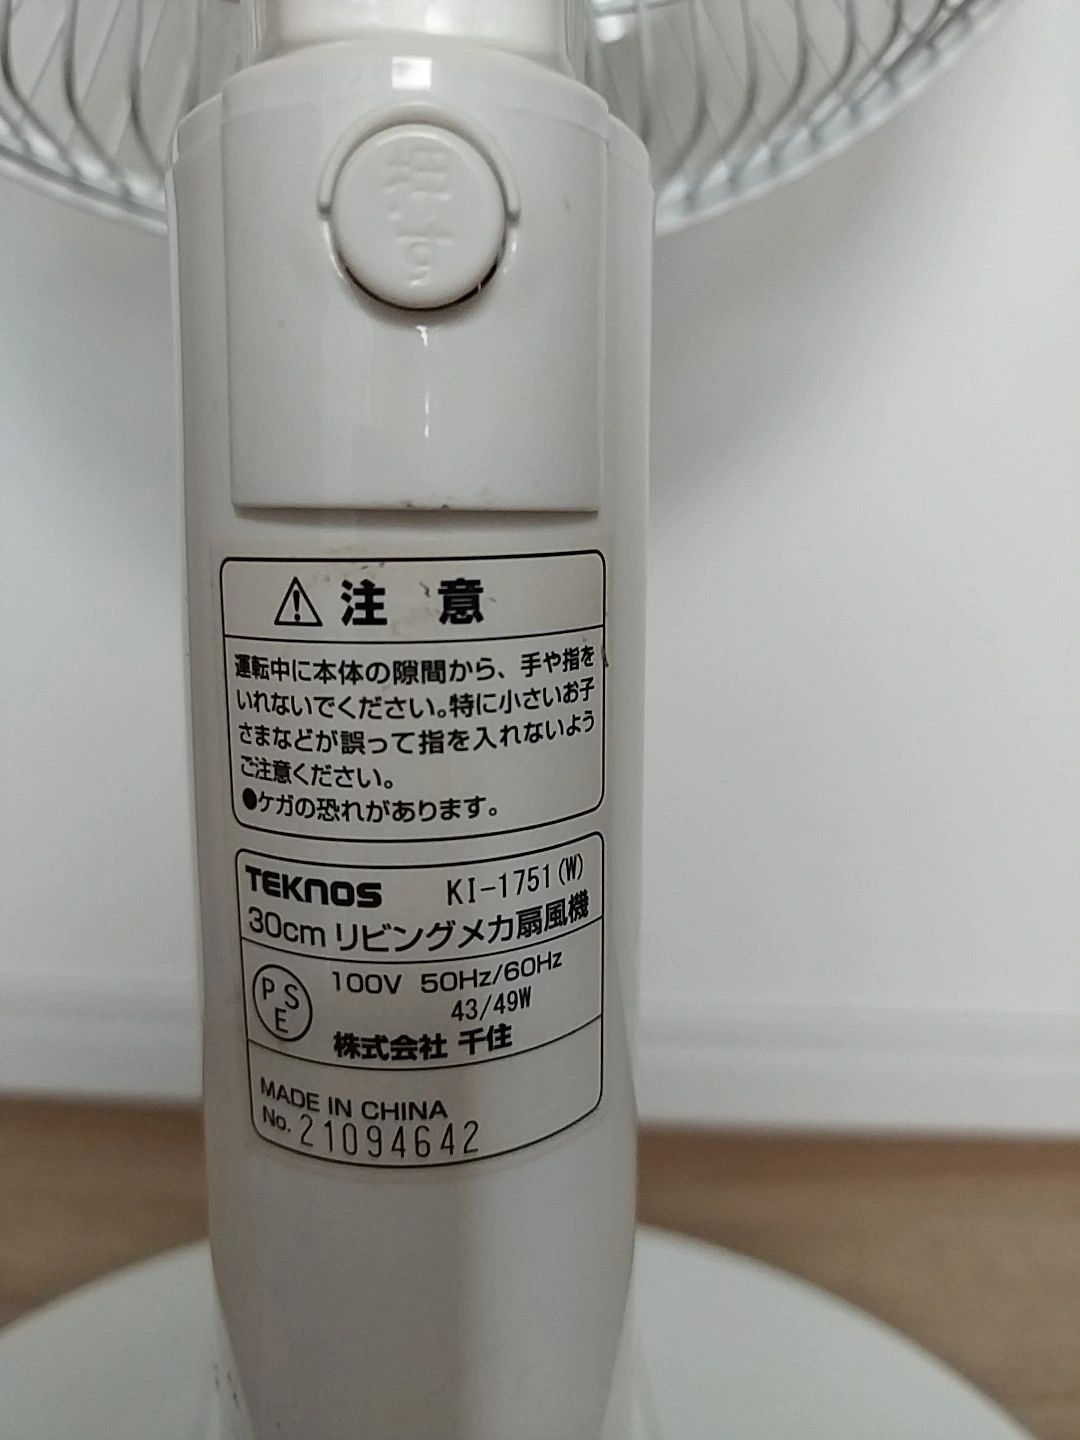 押
す
注 意
運転中に本体の隙間から、手や指を
いれないでください。特に小さいお子
さまなどが誤って指を入れないよう
ご注意ください。
●ケガの恐れがあります。
TEKNOS KI-1751(W)
30cm リビングメカ扇風機
PSE
100V 50Hz/60Hz
43/49W
株式会社 千住
MADE IN CHINA
No. 21094642